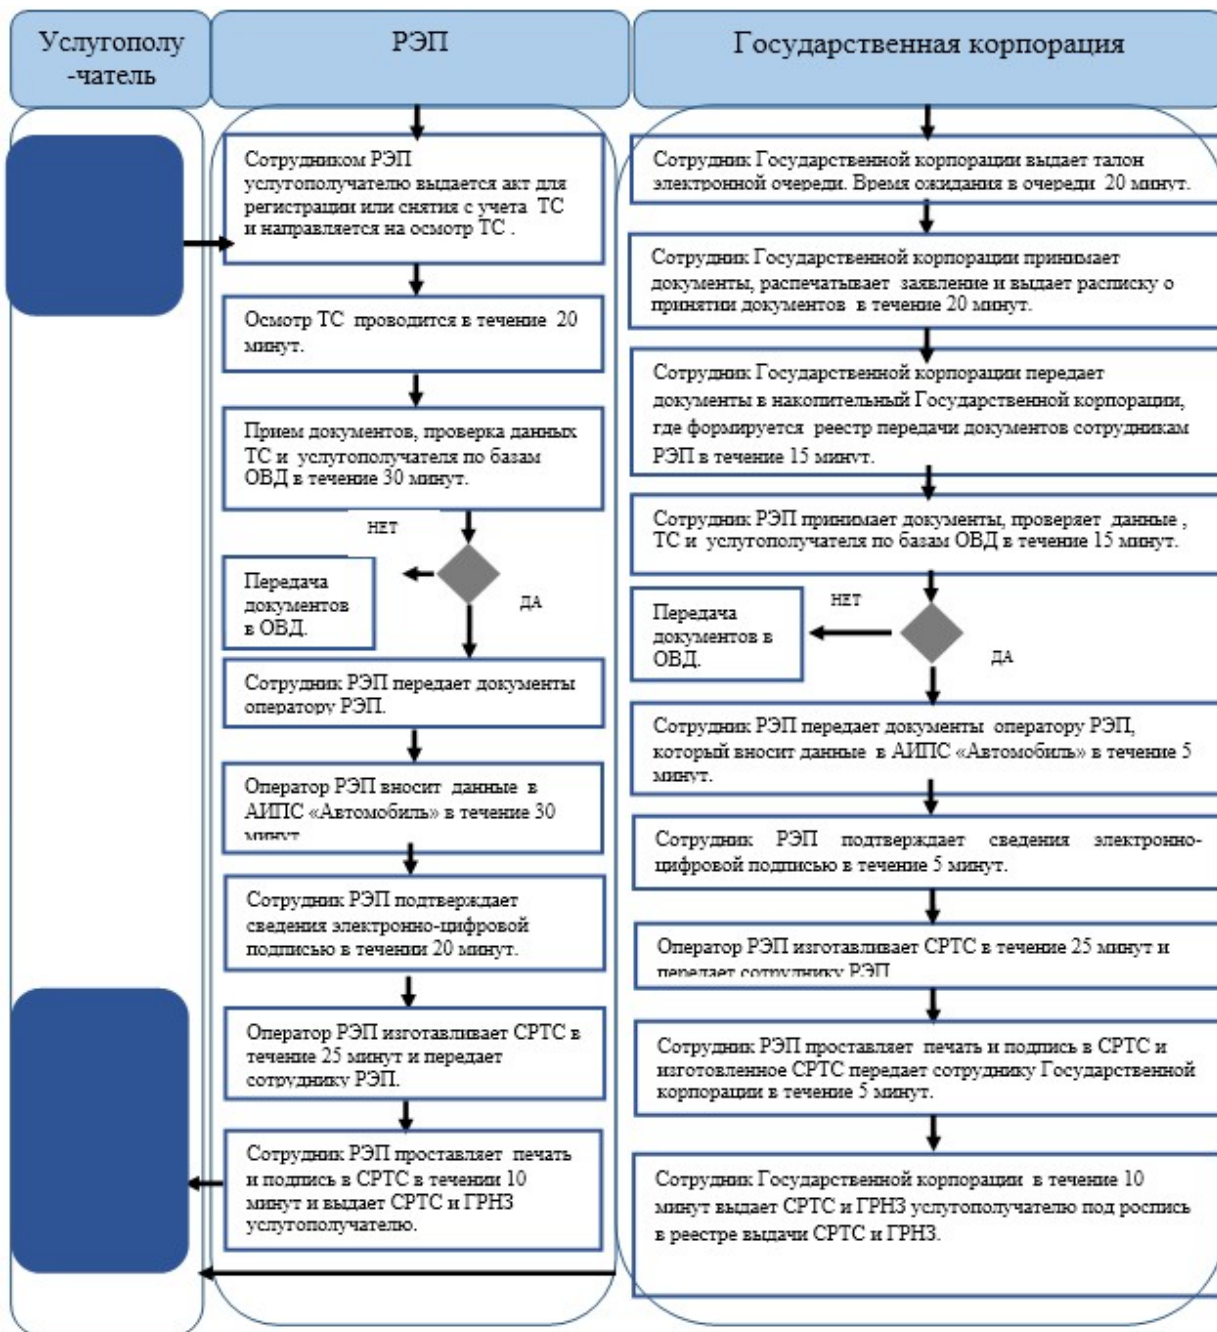 Услугополу
-чатель
РЭП
Государственная корпорация
Сотрудником РЭП
услугополучателю выдается акт для
регистрации или снятия с учета ТС
и направляется на осмотр ТС .
Осмотр ТС проводится в течение 20
минут.
Прием документов, проверка данных
ТС и услугополучателя по базам
ОВД в течение 30 минут.
НЕТ
Передача
документов
в ОВД.
ДА
Сотрудник РЭП передает документы
оператору РЭП.
Оператор РЭП вносит данные в
АИПС «Автомобиль» в течение 30
минут
Сотрудник РЭП подтверждает
сведения электронно-цифровой
подписью в течении 20 минут.
Оператор РЭП изготавливает СРТС в
течение 25 минут и передает
сотруднику РЭП.
Сотрудник РЭП проставляет печать
и подпись в СРТС в течении 10
минут и выдает СРТС и ГРНЗ
услугополучателю.
Сотрудник Государственной корпорации выдает талон
электронной очереди. Время ожидания в очереди 20 минут.
Сотрудник Государственной корпорации принимает
документы, распечатывает заявление и выдает расписку о
принятии документов в течение 20 минут.
Сотрудник Государственной корпорации передает
документы в накопительный Государственной корпорации,
где формируется реестр передачи документов сотрудникам
РЭП в течение 15 минут.
Сотрудник РЭП принимает документы, проверяет данные ,
ТС и услугополучателя по базам ОВД в течение 15 минут.
НЕТ
Передача
документов в
ОВД.
ДА
Сотрудник РЭП передает документы оператору РЭП,
который вносит данные в АИПС «Автомобиль» в течение 5
минут.
Сотрудник РЭП подтверждает сведения электронно-
цифровой подписью в течение 5 минут.
Оператор РЭП изготавливает СРТС в течение 25 минут и
передает сотруднику РЭП
Сотрудник РЭП проставляет печать и подпись в СРТС и
изготовленное СРТС передает сотруднику Государственной
корпорации в течение 5 минут.
Сотрудник Государственной корпорации в течение 10
минут выдает СРТС и ГРНЗ услугополучателю под роспись
в реестре выдачи СРТС и ГРНЗ.